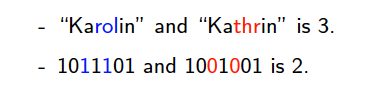 - “Karolin” and “Kathrin” is 3.
- 1011101 and 1001001 is 2.